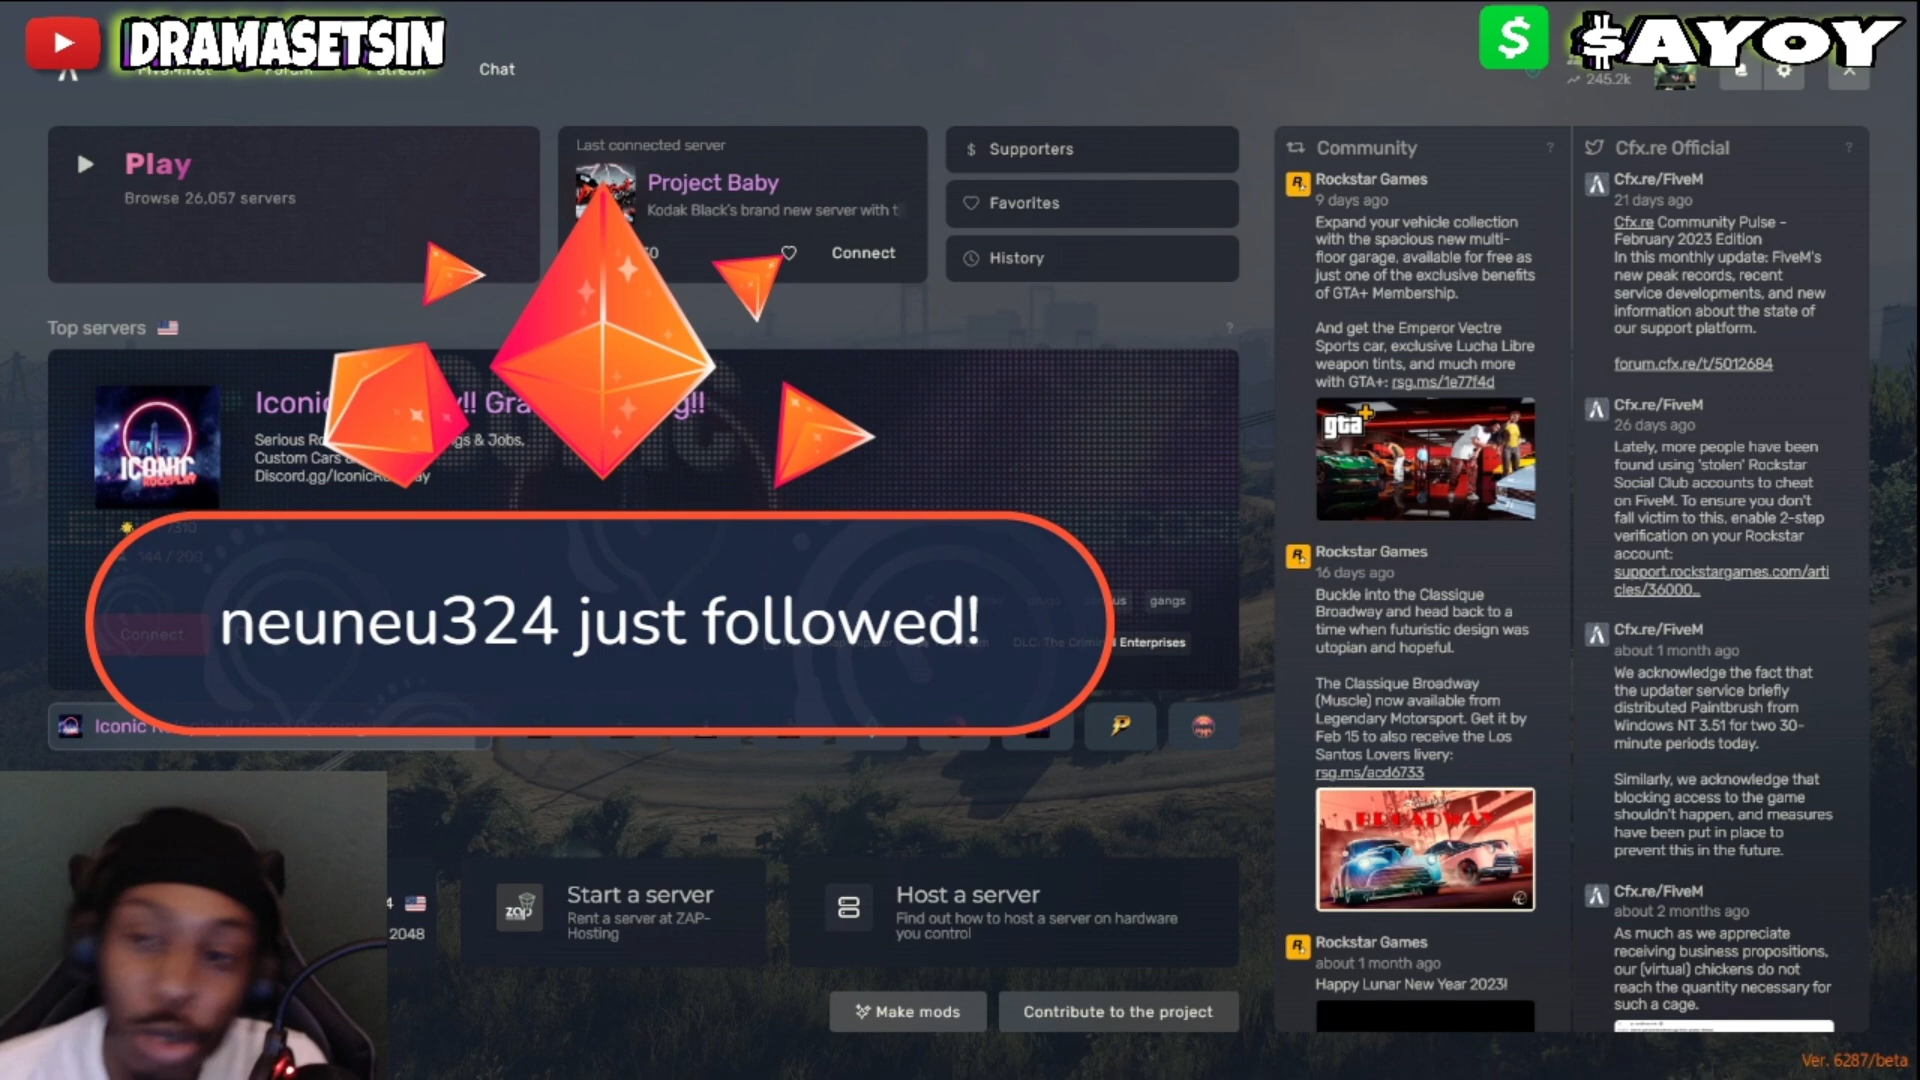 DRAMASETSIN
$AYOY
Chat
245.2k
Play
Browse 26,057 servers
Last connected server
Project Baby
Kodak Black's brand new server with t
Connect
$ Supporters
Favorites
History
Top servers
Iconic
Serious
gs & Jobs.
Custom Cars
ICONIC
ROLEPLAY
144 / 200
Connect
neuneu324 just followed!
gangs
DLC: The Criminal Enterprises
Iconic
2048
Start a server
Rent a server at ZAP-
Hosting
zap
Host a server
Find out how to host a server on hardware
you control
Make mods
Contribute to the project
Community
?
Rockstar Games
9 days ago
Expand your vehicle collection
with the spacious new multi-
floor garage, available for free as
just one of the exclusive benefits
of GTA+ Membership.
And get the Emperor Vectre
Sports car, exclusive Lucha Libre
weapon tints, and much more
with GTA+: rsg.ms/1e77f4d
gta+
Rockstar Games
16 days ago
Buckle into the Classique
Broadway and head back to a
time when futuristic design was
utopian and hopeful.
The Classique Broadway
(Muscle) now available from
Legendary Motorsport. Get it by
Feb 15 to also receive the Los
Santos Lovers livery:
rsg.ms/acd6733
BROADWAY
Rockstar Games
about 1 month ago
Happy Lunar New Year 2023!
Cfx.re Official
?
Cfx.re/FiveM
21 days ago
Cfx.re Community Pulse –
February 2023 Edition
In this monthly update: FiveM's
new peak records, recent
service developments, and new
information about the state of
our support platform.
forum.cfx.re/t/5012684
Cfx.re/FiveM
26 days ago
Lately, more people have been
found using 'stolen' Rockstar
Social Club accounts to cheat
on FiveM. To ensure you don't
fall victim to this, enable 2-step
verification on your Rockstar
account:
support.rockstargames.com/arti
cles/36000…
Cfx.re/FiveM
about 1 month ago
We acknowledge the fact that
the updater service briefly
distributed Paintbrush from
Windows NT 3.51 for two 30-
minute periods today.
Similarly, we acknowledge that
blocking access to the game
shouldn't happen, and measures
have been put in place to
prevent this in the future.
Cfx.re/FiveM
about 2 months ago
As much as we appreciate
receiving business propositions,
our (virtual) chickens do not
reach the quantity necessary for
such a cage.
Ver. 6287/beta